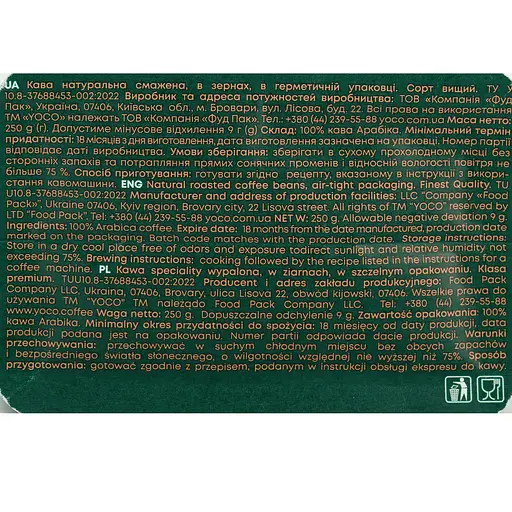 UA Кава натуральна смажена, в зернах, в герметичній упаковці. Сорт вищий. ТУ У
10.8-37688453-002:2022 Виробник та адреса потужностей виробництва: ТОВ «Компанія «Фуд
Пак», Україна, 07406, Київська обл., м. Бровари, вул. Лісова, буд. 22. Всі права на використання
ТМ «YOCO» належать ТОВ «Компанія «Фуд Пак». Тел.: +380 (44) 239-55-88 yoco.com.ua Маса нетто:
250 g (г). Допустиме мінусове відхилення 9 г (g) Склад: 100% кава Арабіка. Мінімальний термін
придатності: 18 місяців з дня виготовлення, дата виготовлення зазначена на упаковці. Номер партії
відповідає даті виробництва. Умови зберігання: зберігати в сухому прохолодному місці без
сторонніх запахів та потрапляння прямих сонячних променів і відносній вологості повітря не
більше 75 %. Спосіб приготування: готувати згідно рецепту, вказаному в інструкції з викори-
стання кавомашини. ENG Natural roasted coffee beans, air-tight packaging. Finest Quality. TU
U10.8-37688453-002:2022 Manufacturer and address of production facilities: LLC "Company «Food
Pack»", Ukraine 07406, Kyiv region, Brovary city, 22 Lisova street. All rights of TM "YOCO" reserved by
LTD "Food Pack". Tel: +380 (44) 239-55-88 yoco.com.ua NET W: 250 g. Allowable negative deviation 9 g.
Ingredients: 100% Arabica coffee. Expire date: 18 months from the date manufactured, production date
marked on the packaging. Batch code matches with the production date. Storage instructions:
Store in a dry cool place free of odors and exposure todirect sunlight and relative humidity not
exceeding 75%. Brewing instructions: cooking followed by the recipe listed in the instructions for a
coffee machine. PL Kawa speciality wypalona, w ziarnach, w szczelnym opakowaniu. Klasa
premium. TUU10.8-37688453-002:2022 Producent i adres zakładu produkcyjnego: Food Pack
Company LLC, Ukraina, 07406, Brovary, ulica Lisova 22, obwód kijowski, 07406. Wszelkie prawa do
używania TM "YOCO" TM należą do Food Pack Company LLC. Tel: +380 (44) 239-55-88
www.yoco.coffee Waga netto: 250 g. Dopuszczalne odchylenie 9 g. Zawartość opakowania: 100%
kawa Arabika. Minimalny okres przydatności do spożycia: 18 miesięcy od daty produkcji, data
produkcji podana jest na opakowaniu. Numer partii odpowiada dacie produkcji. Warunki
przechowywania: przechowywać w suchym chłodnym miejscu bez obcych zapachów
i bezpośredniego światła słonecznego, a wilgotności względnej nie wyższej niż 75%. Sposób
przygotowania: gotować zgodnie z przepisem, podanym w instrukcji obsługi ekspresu do kawy.